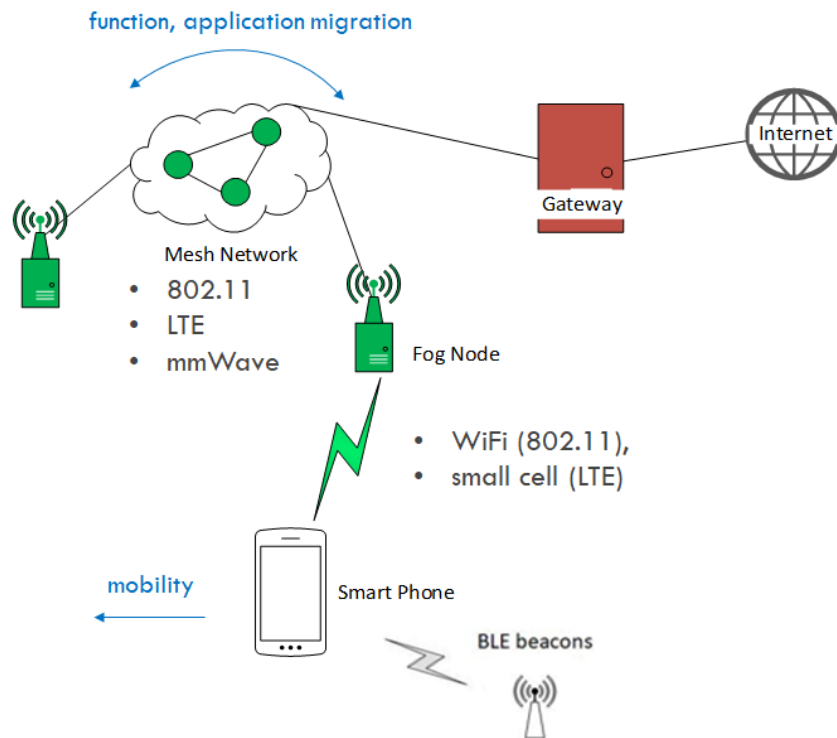 function, application migration
Internet
Gateway
Mesh Network
• 802.11
• LTE
• mmWave
Fog Node
• WiFi (802.11),
• small cell (LTE)
mobility
Smart Phone
BLE beacons